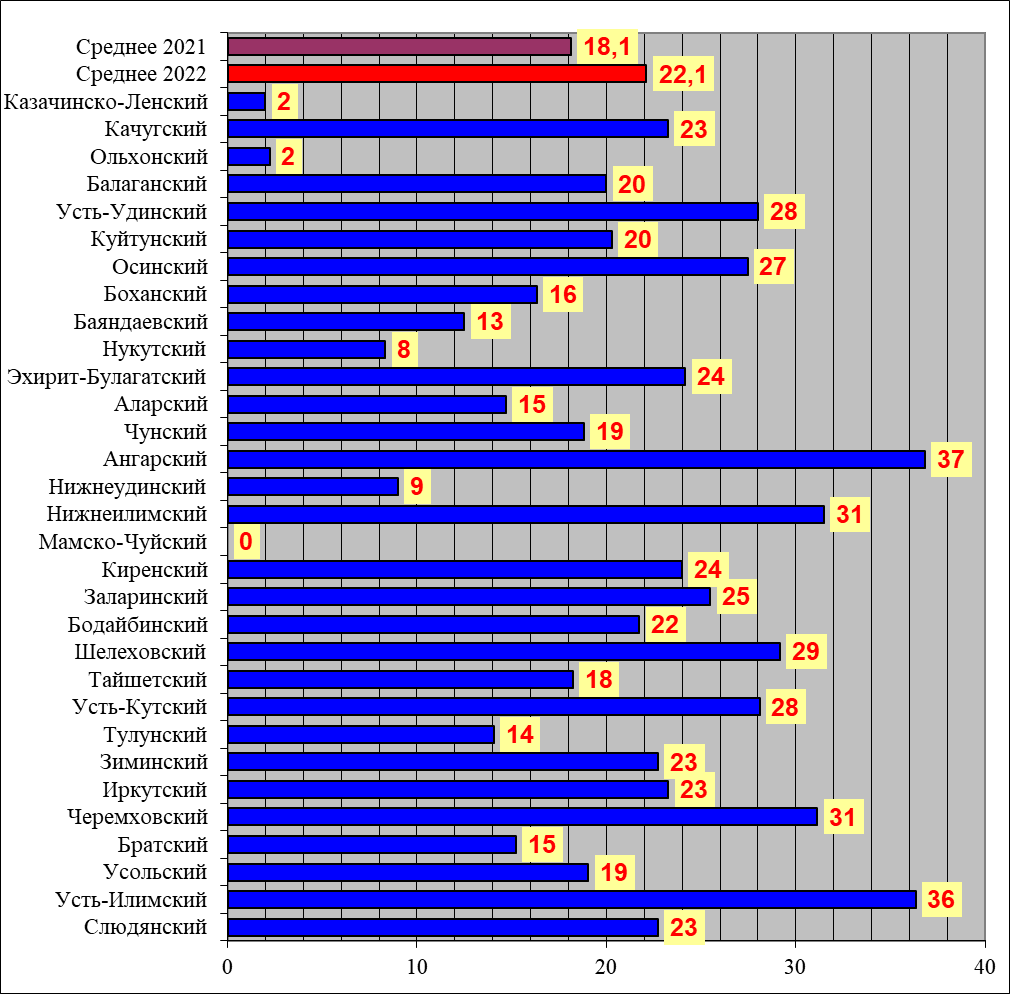 Среднее 2021 18,1
Среднее 2022 22,1
Казачинско-Ленский 2
Качугский 23
Ольхонский 2
Балаганский 20
Усть-Удинский 28
Куйтунский 20
Осинский 27
Боханский 16
Баяндаевский 13
Нукутский 8
Эхирит-Булагатский 24
Аларский 15
Чунский 19
Ангарский 37
Нижнеудинский 9
Нижнеилимский 31
Мамско-Чуйский 0
Киренский 24
Заларинский 25
Бодайбинский 22
Шелеховский 29
Тайшетский 18
Усть-Кутский 28
Тулунский 14
Зиминский 23
Иркутский 23
Черемховский 31
Братский 15
Усольский 19
Усть-Илимский 36
Слюдянский 23
0 10 20 30 40